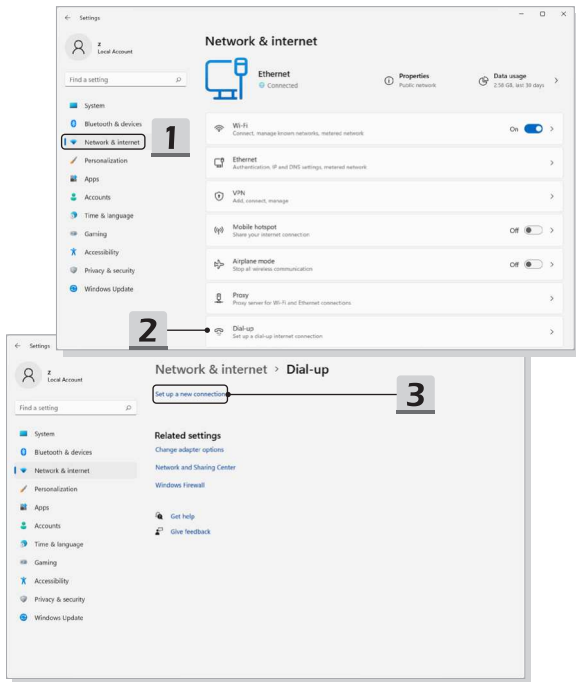 Settings
z
Local Account
Find a setting
System
Bluetooth & devices
Network & internet
Personalization
Apps
Accounts
Time & language
Gaming
Accessibility
Privacy & security
Windows Update
1
Network & internet
Ethernet
Connected
Properties
Public network
Data usage
2.58 GB, last 30 days
Wi-Fi
Connect, manage known networks, metered network
On
Ethernet
Authentication, IP and DNS settings, metered network
VPN
Add, connect, manage
Mobile hotspot
Share your internet connection
Off
Airplane mode
Stop all wireless communication
Off
Proxy
Proxy server for Wi-Fi and Ethernet connections
2
Dial-up
Set up a dial-up internet connection
Settings
z
Local Account
Find a setting
System
Bluetooth & devices
Network & internet
Personalization
Apps
Accounts
Time & language
Gaming
Accessibility
Privacy & security
Windows Update
Network & internet > Dial-up
Set up a new connection
3
Related settings
Change adapter options
Network and Sharing Center
Windows Firewall
Get help
Give feedback